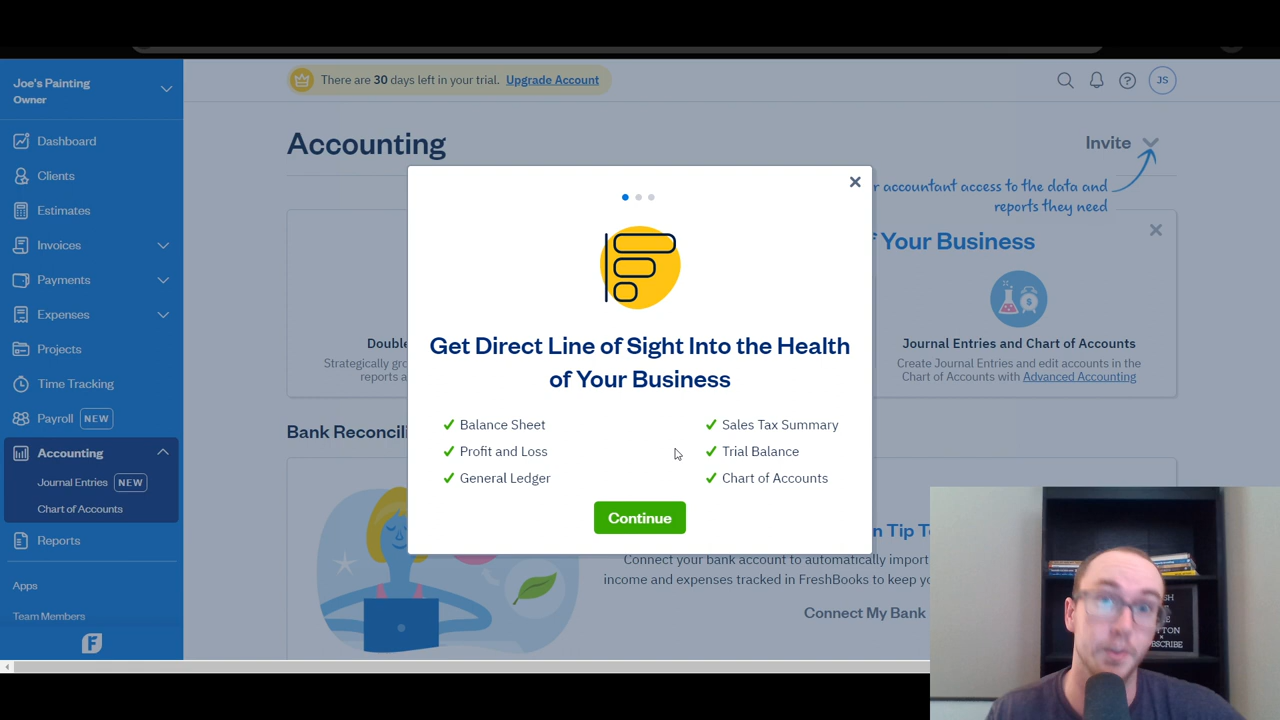 Joe's Painting
Owner
There are 30 days left in your trial. Upgrade Account
JS
Dashboard
Clients
Estimates
Invoices
Payments
Expenses
Projects
Time Tracking
Payroll NEW
Accounting
Journal Entries NEW
Chart of Accounts
Reports
Apps
Team Members
F
Accounting
Invite
accountant access to the data and
reports they need
Your Business
Journal Entries and Chart of Accounts
Create Journal Entries and edit accounts in the
Chart of Accounts with Advanced Accounting
Strategically
reports
Get Direct Line of Sight Into the Health
of Your Business
Balance Sheet
Profit and Loss
General Ledger
Sales Tax Summary
Trial Balance
Chart of Accounts
Continue
Bank
Tip
Connect your bank account to automatically import
income and expenses tracked in FreshBooks to keep
Connect My Bank